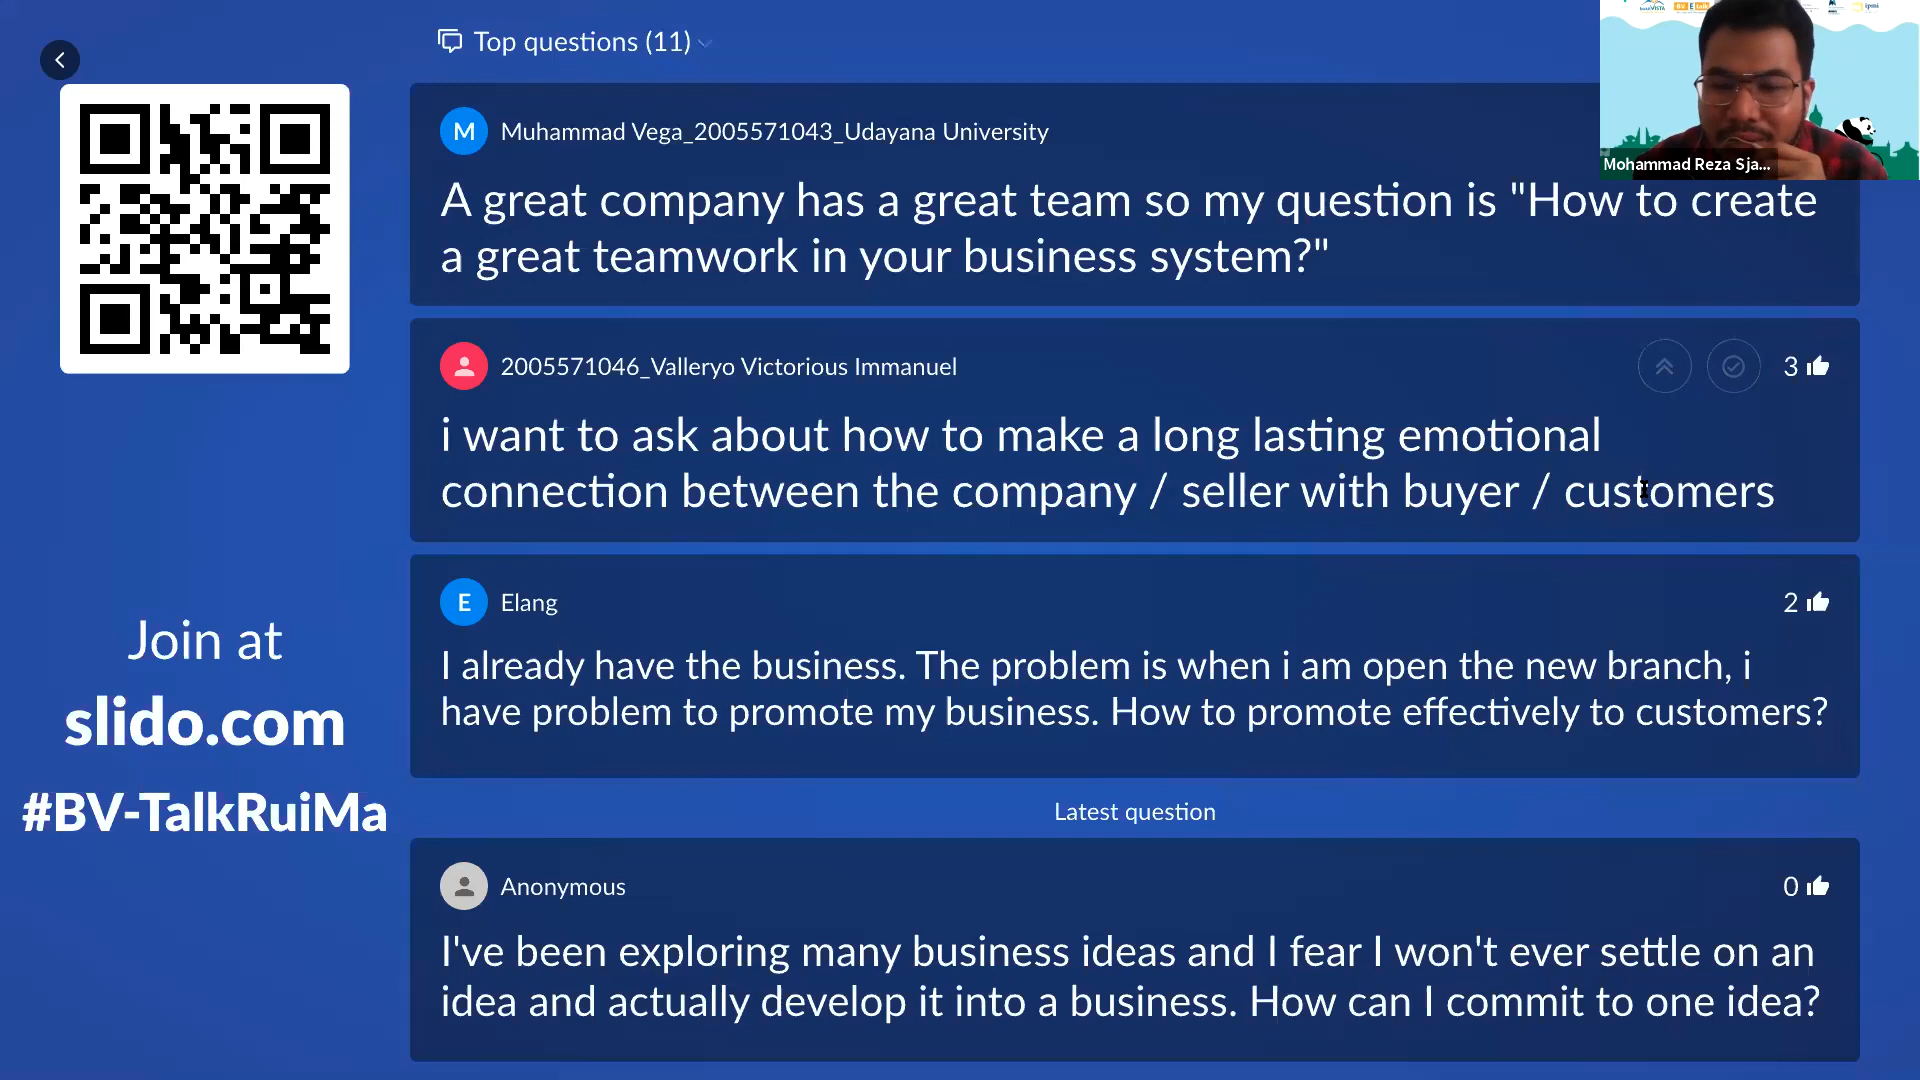 Top questions (11)
M Muhammad Vega_2005571043_Udayana University
A great company has a great team so my question is "How to create
a great teamwork in your business system?"
Mohammad Reza Sja...
2005571046_Valleryo Victorious Immanuel
3
i want to ask about how to make a long lasting emotional
connection between the company / seller with buyer / customers
E Elang
2
I already have the business. The problem is when i am open the new branch, i
have problem to promote my business. How to promote effectively to customers?
Join at
slido.com
#BV-TalkRuiMa
Latest question
Anonymous
0
I've been exploring many business ideas and I fear I won't ever settle on an
idea and actually develop it into a business. How can I commit to one idea?